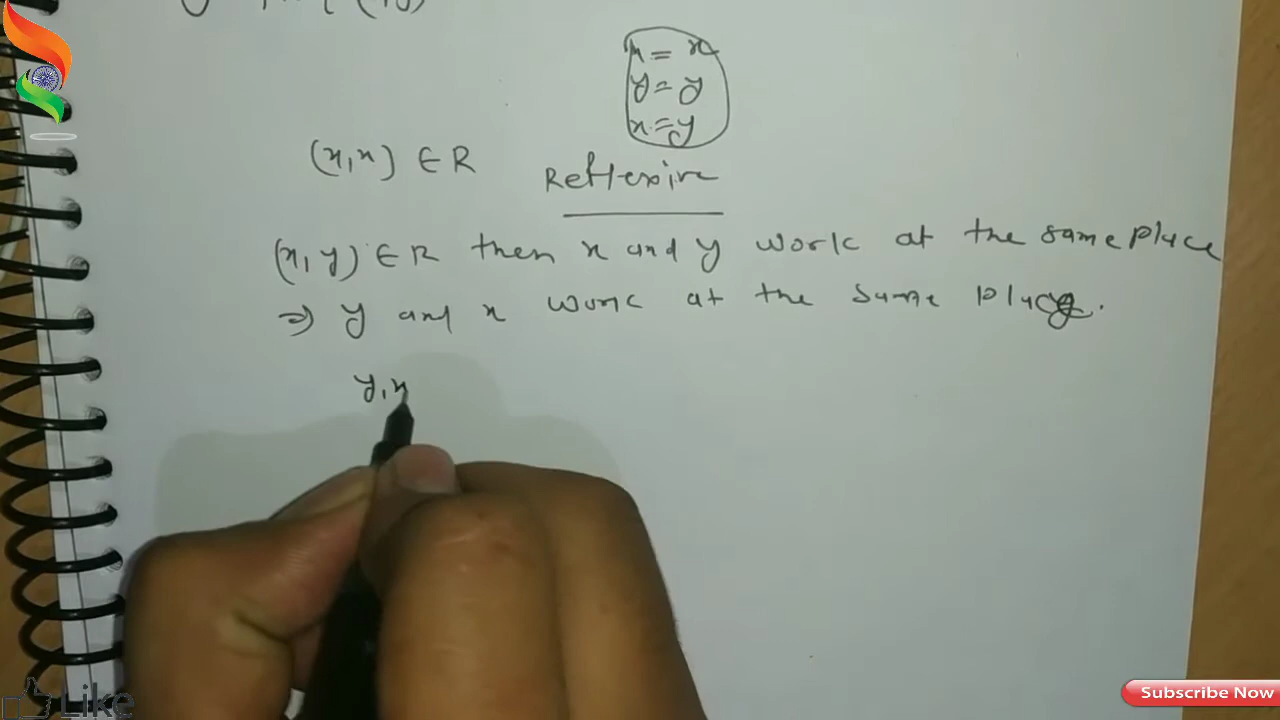 x = x
y = y
x = y
(x,x) ∈ R Reflexive
(x, y) ∈ R then x and y work at the same place
⇒ y and x work at the same place.
y,x
Like
Subscribe Now